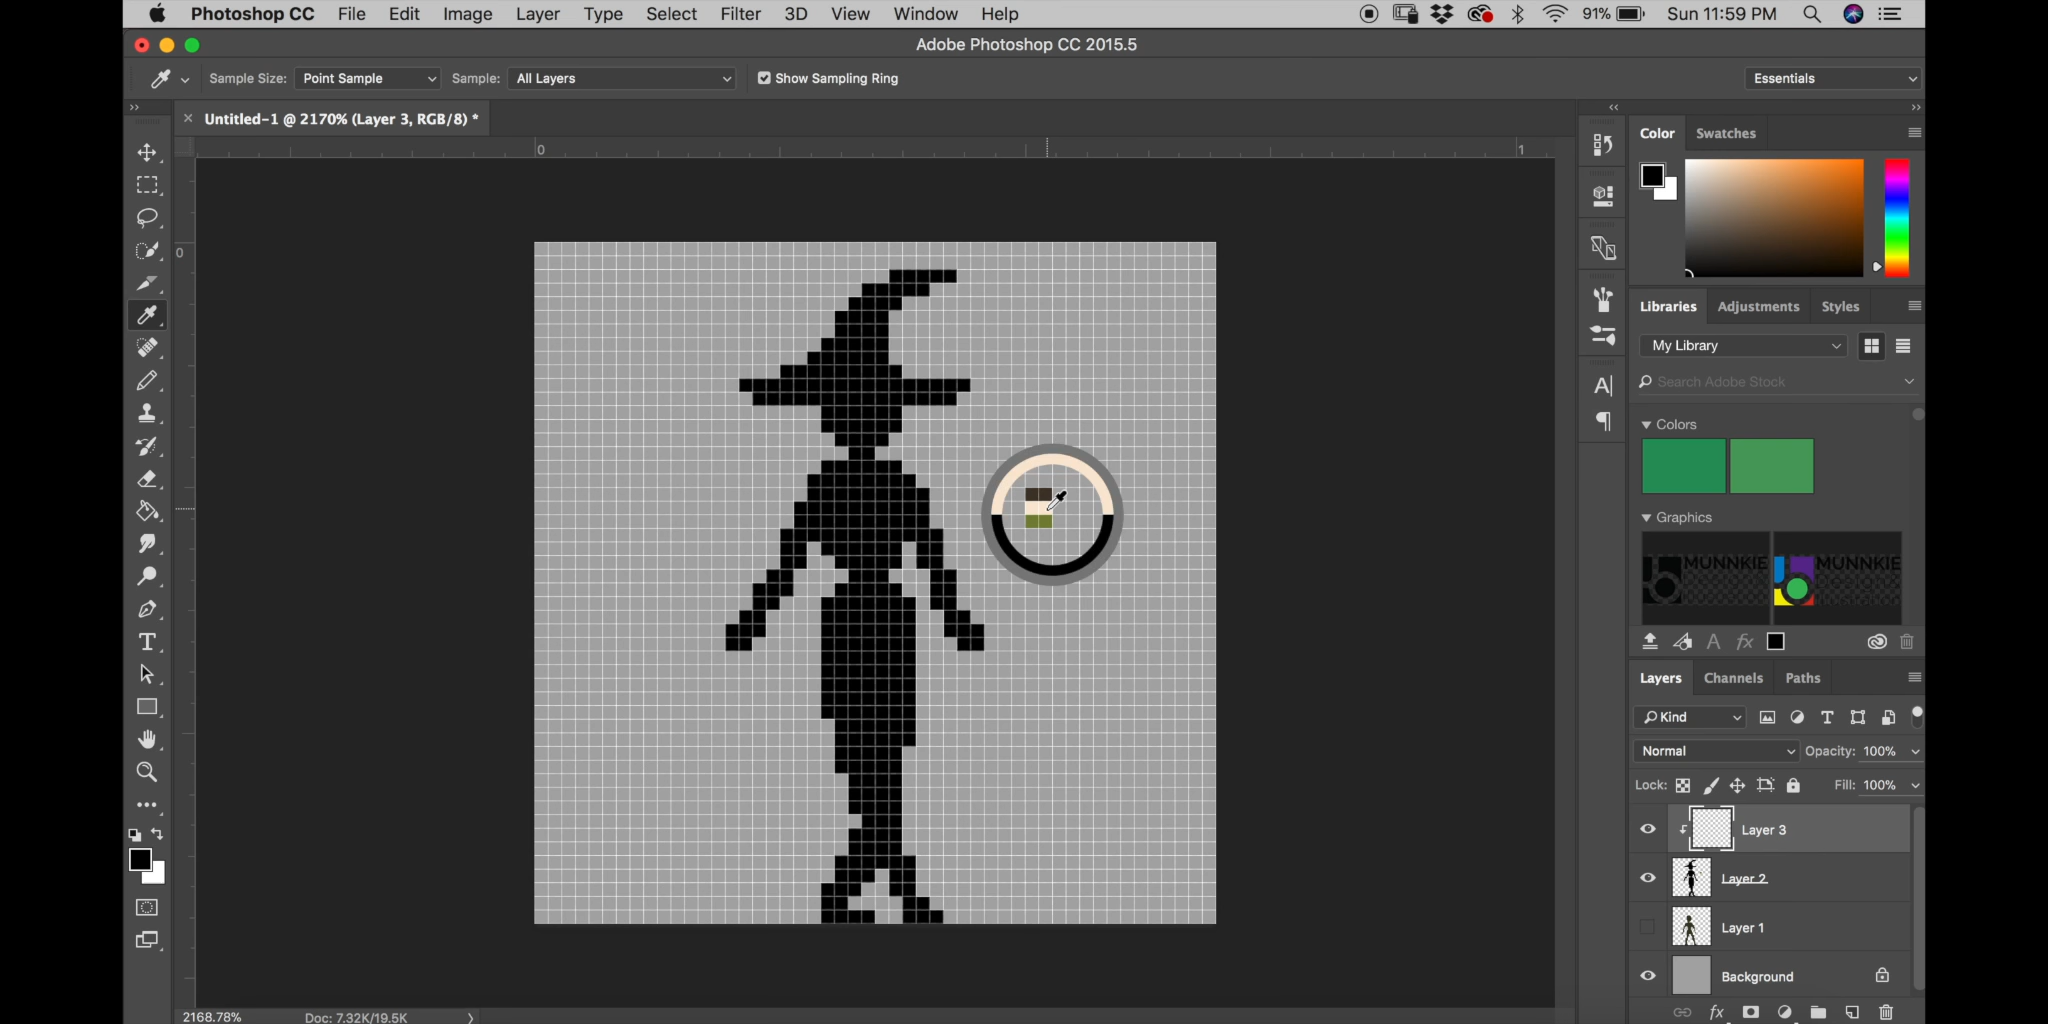 Photoshop CC File Edit Image Layer Type Select Filter 3D View Window Help 91% Sun 11:59 PM
Adobe Photoshop CC 2015.5
Sample Size: Point Sample Sample: All Layers Show Sampling Ring Essentials
Untitled-1 @ 2170% (Layer 3, RGB/8) *
Color Swatches
0 1
0
Libraries Adjustments Styles
My Library
Search Adobe Stock
Colors
Graphics
MUNNKIE MUNNKIE
Layers Channels Paths
Kind
Normal Opacity: 100%
Lock: Fill: 100%
Layer 3
Layer 2
Layer 1
Background
2168.78% Doc: 7.32K/19.5K